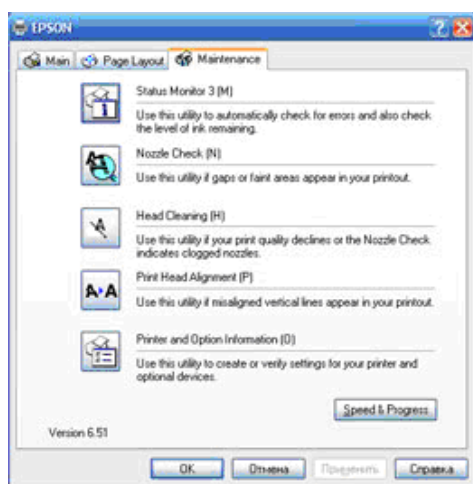 EPSON
Main Page Layout Maintenance
Status Monitor 3 (M)
Use this utility to automatically check for errors and also check
the level of ink remaining.
Nozzle Check (N)
Use this utility if gaps or faint areas appear in your printout.
Head Cleaning (H)
Use this utility if your print quality declines or the Nozzle Check
indicates clogged nozzles.
Print Head Alignment (P)
Use this utility if misaligned vertical lines appear in your printout.
Printer and Option Information (O)
Use this utility to create or verify settings for your printer and
optional devices.
Speed & Progress
Version 6.51
OK Отмена Применить Справка